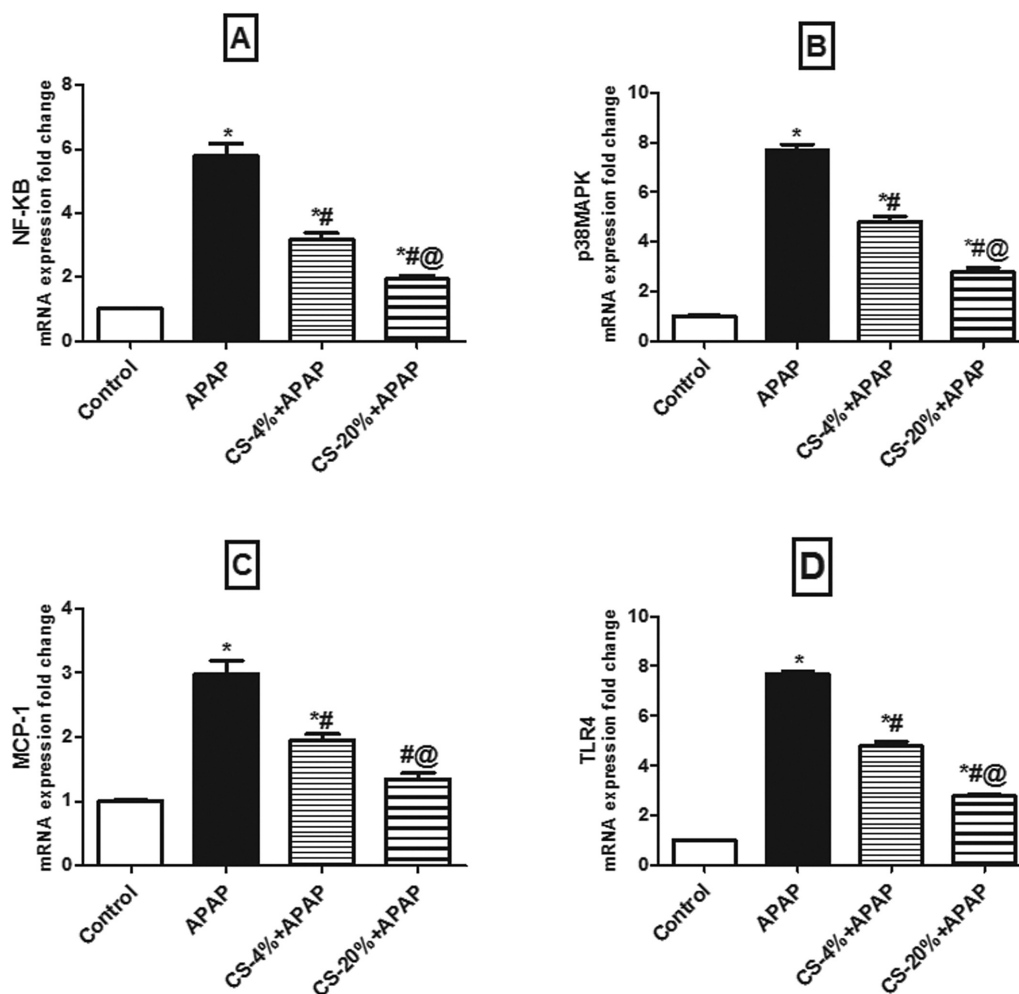 A
NF-KB
mRNA expression fold change
8
6
4
2
0
*
*#
*#@
Control
APAP
CS-4%+APAP
CS-20%+APAP
B
p38MAPK
mRNA expression fold change
10
8
6
4
2
0
*
*#
*#@
Control
APAP
CS-4%+APAP
CS-20%+APAP
C
MCP-1
mRNA expression fold change
4
3
2
1
0
*
*#
#@
Control
APAP
CS-4%+APAP
CS-20%+APAP
D
TLR4
mRNA expression fold change
10
8
6
4
2
0
*
*#
*#@
Control
APAP
CS-4%+APAP
CS-20%+APAP